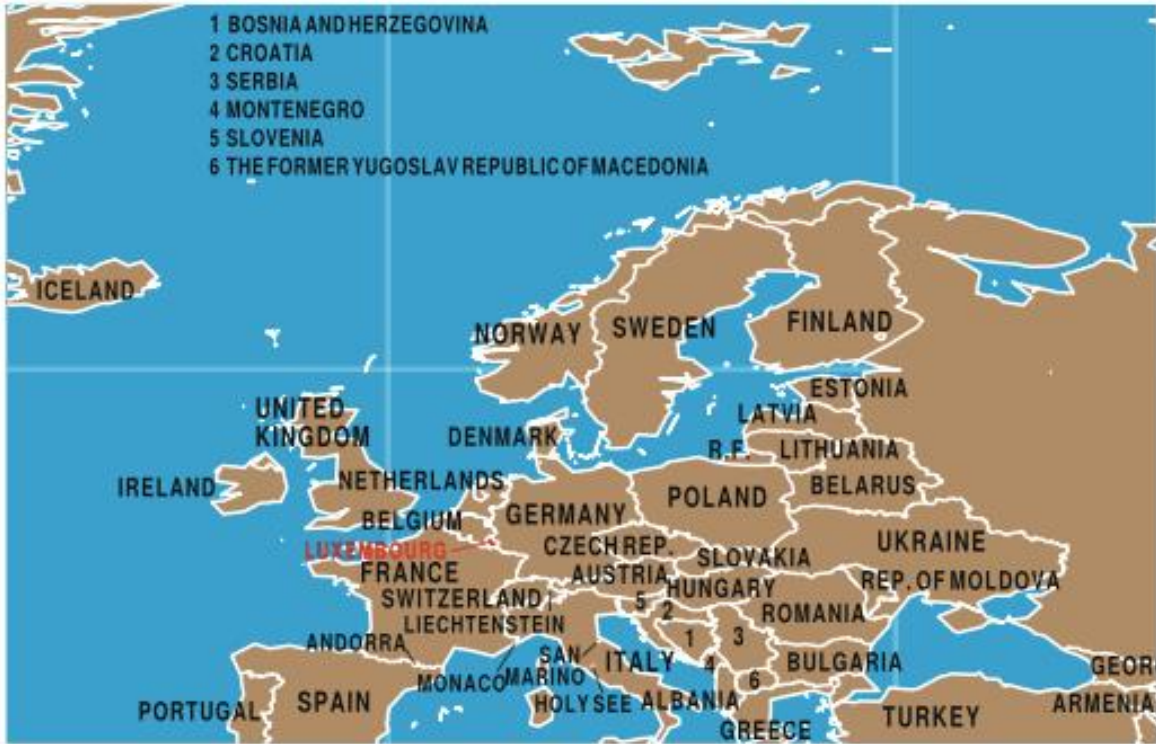 1 BOSNIA AND HERZEGOVINA
2 CROATIA
3 SERBIA
4 MONTENEGRO
5 SLOVENIA
6 THE FORMER YUGOSLAV REPUBLIC OF MACEDONIA
ICELAND
NORWAY
SWEDEN
FINLAND
ESTONIA
UNITED
KINGDOM
LATVIA
DENMARK
R.F.
LITHUANIA
IRELAND
NETHERLANDS
BELARUS
POLAND
GERMANY
BELGIUM
UKRAINE
LUXENBOURG
CZECH REP.
SLOVAKIA
FRANCE
AUSTRIA
HUNGARY
REP. OF MOLDOVA
SWITZERLAND
5
2
ROMANIA
LIECHTENSTEIN
1
3
ANDORRA
SAN
MARINO
ITALY
4
BULGARIA
GEOR
MONACO
6
SPAIN
HOLY SEE
ALBANIA
ARMENIA
PORTUGAL
GREECE
TURKEY